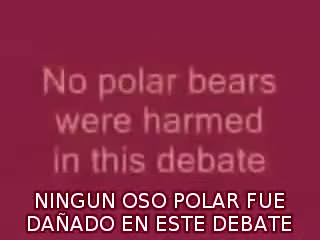 No polar bears
were harmed
in this debate
NINGUN OSO POLAR FUE
DAÑADO EN ESTE DEBATE